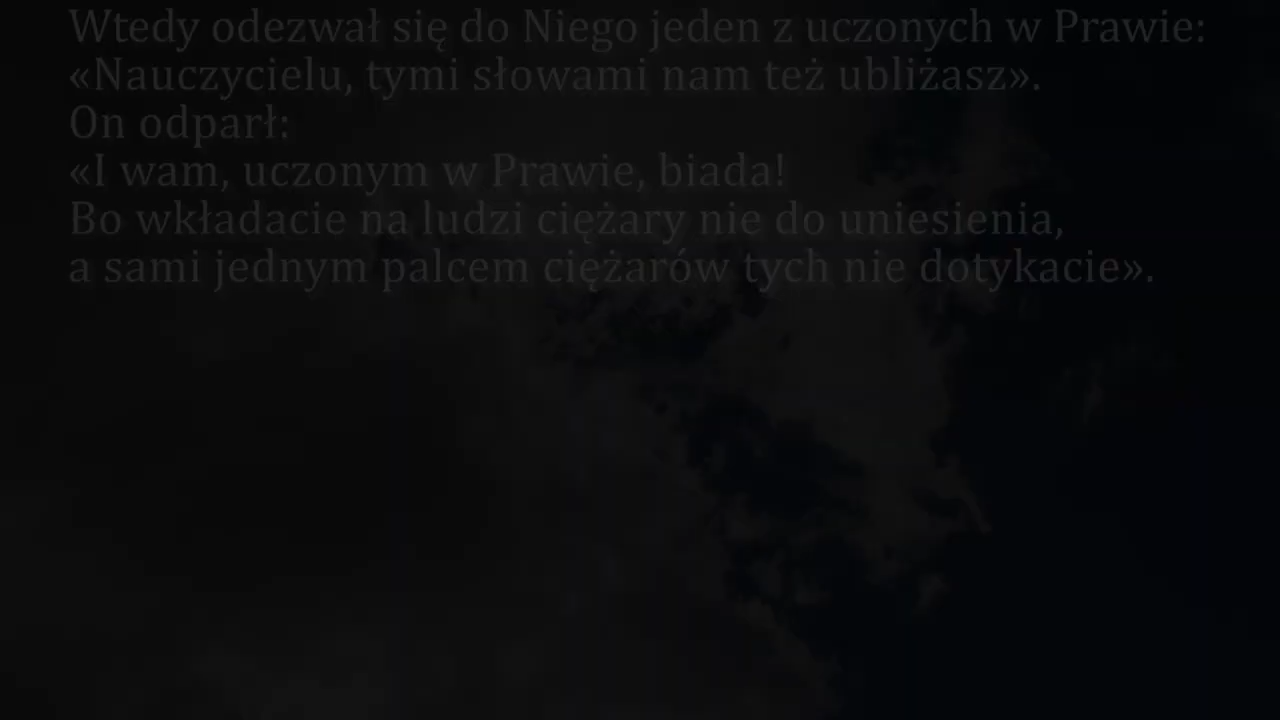 Wtedy odezwał się do Niego jeden z uczonych w Prawie:
«Nauczycielu, tymi słowami nam też ubliżasz».
On odparł:
«I wam, uczonym w Prawie, biada!
Bo wkładacie na ludzi ciężary nie do uniesienia,
a sami jednym palcem ciężarów tych nie dotykacie».